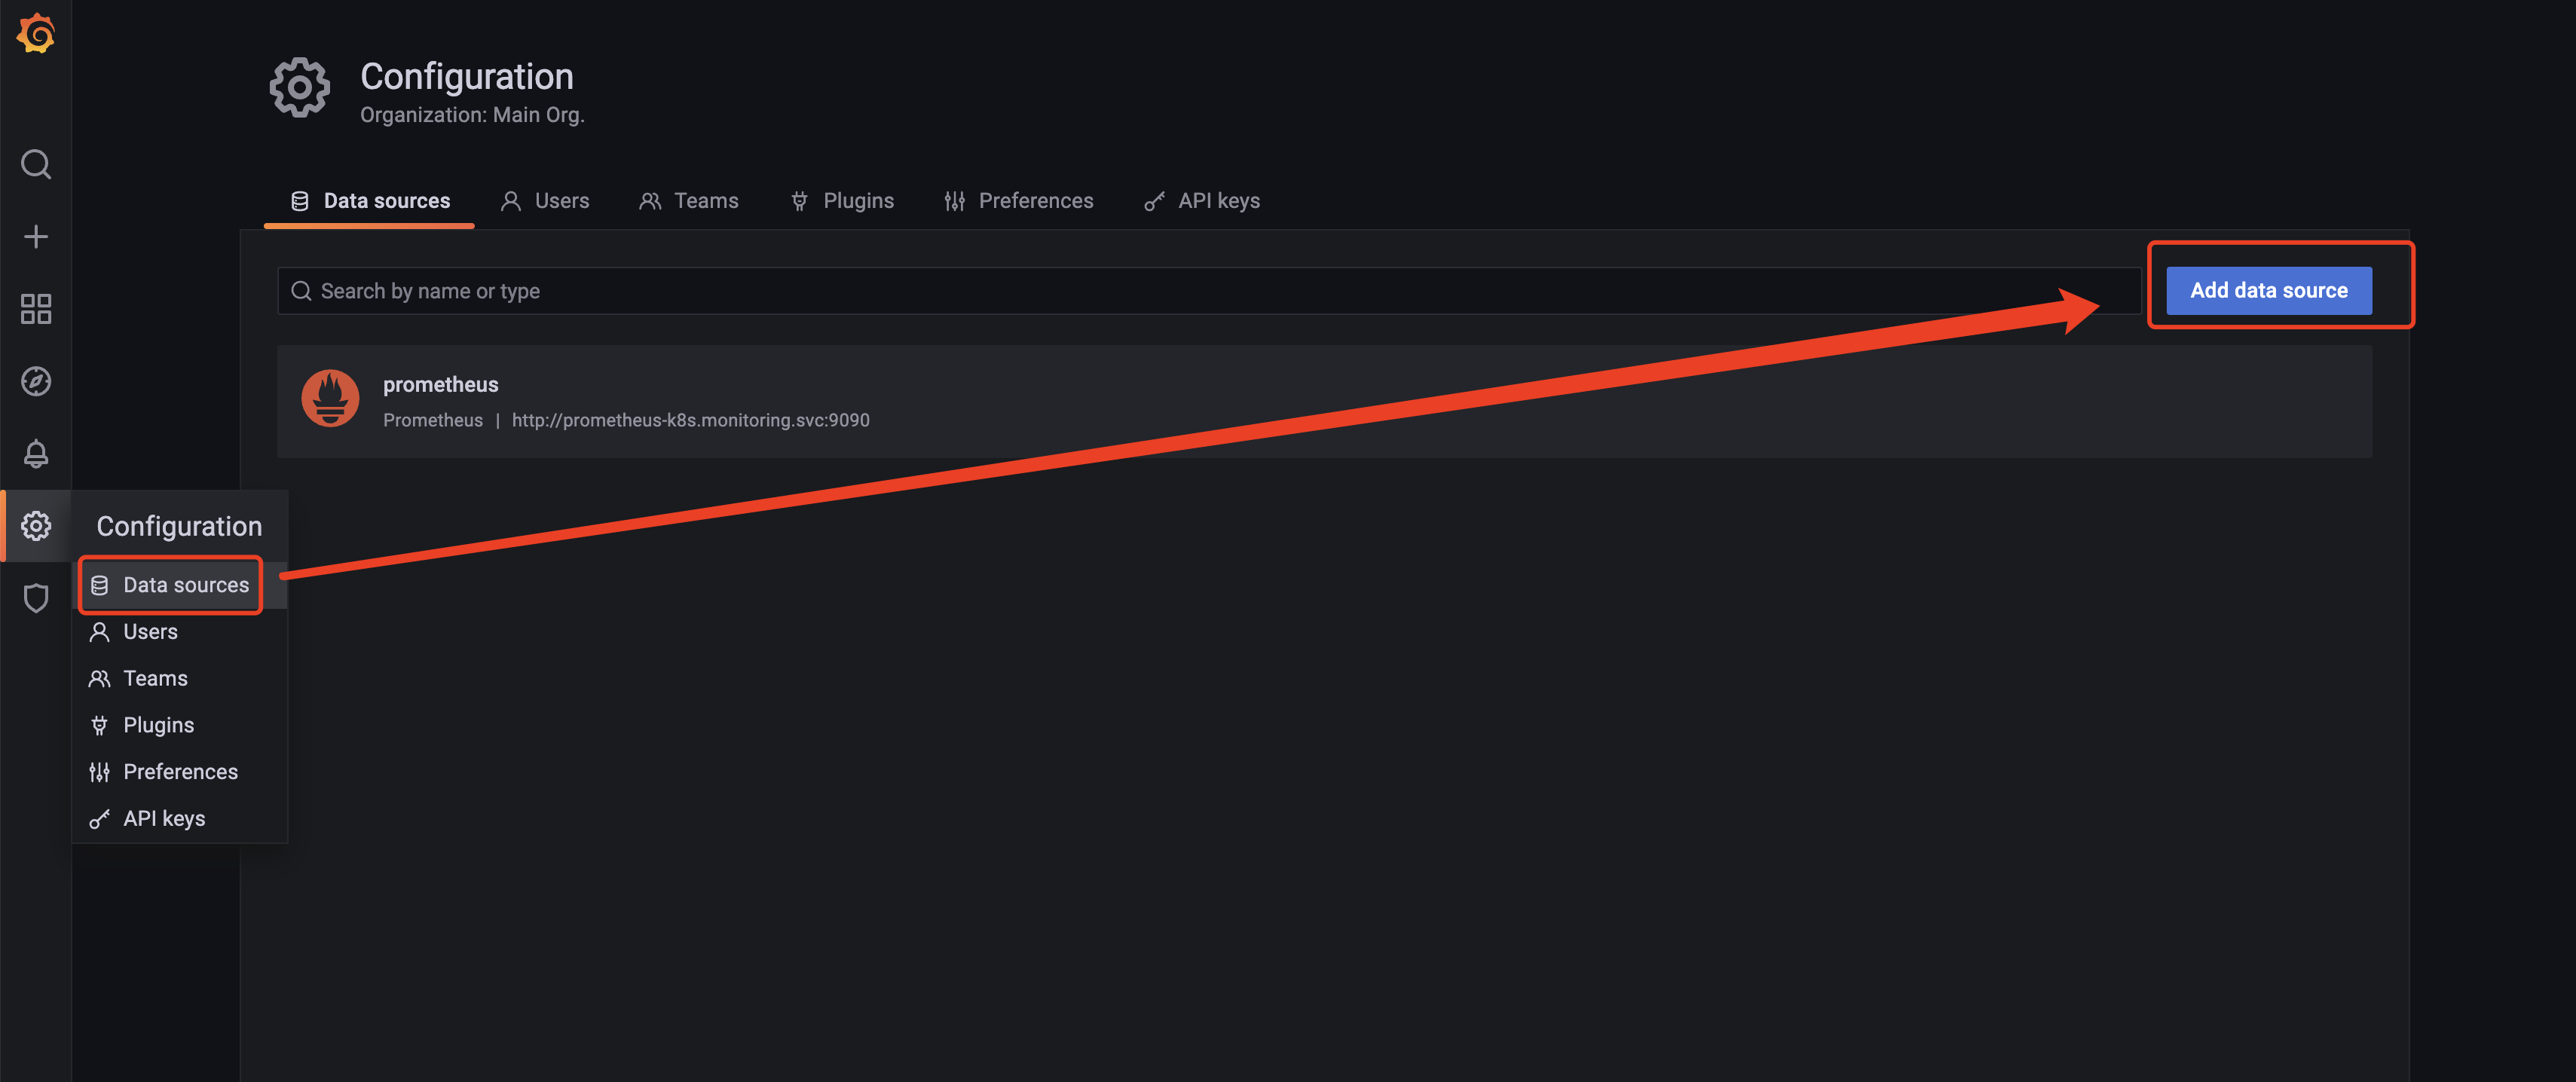 Configuration
Organization: Main Org.
Data sources
Users
Teams
Plugins
Preferences
API keys
Search by name or type
Add data source
prometheus
Prometheus | http://prometheus-k8s.monitoring.svc:9090
Configuration
Data sources
Users
Teams
Plugins
Preferences
API keys